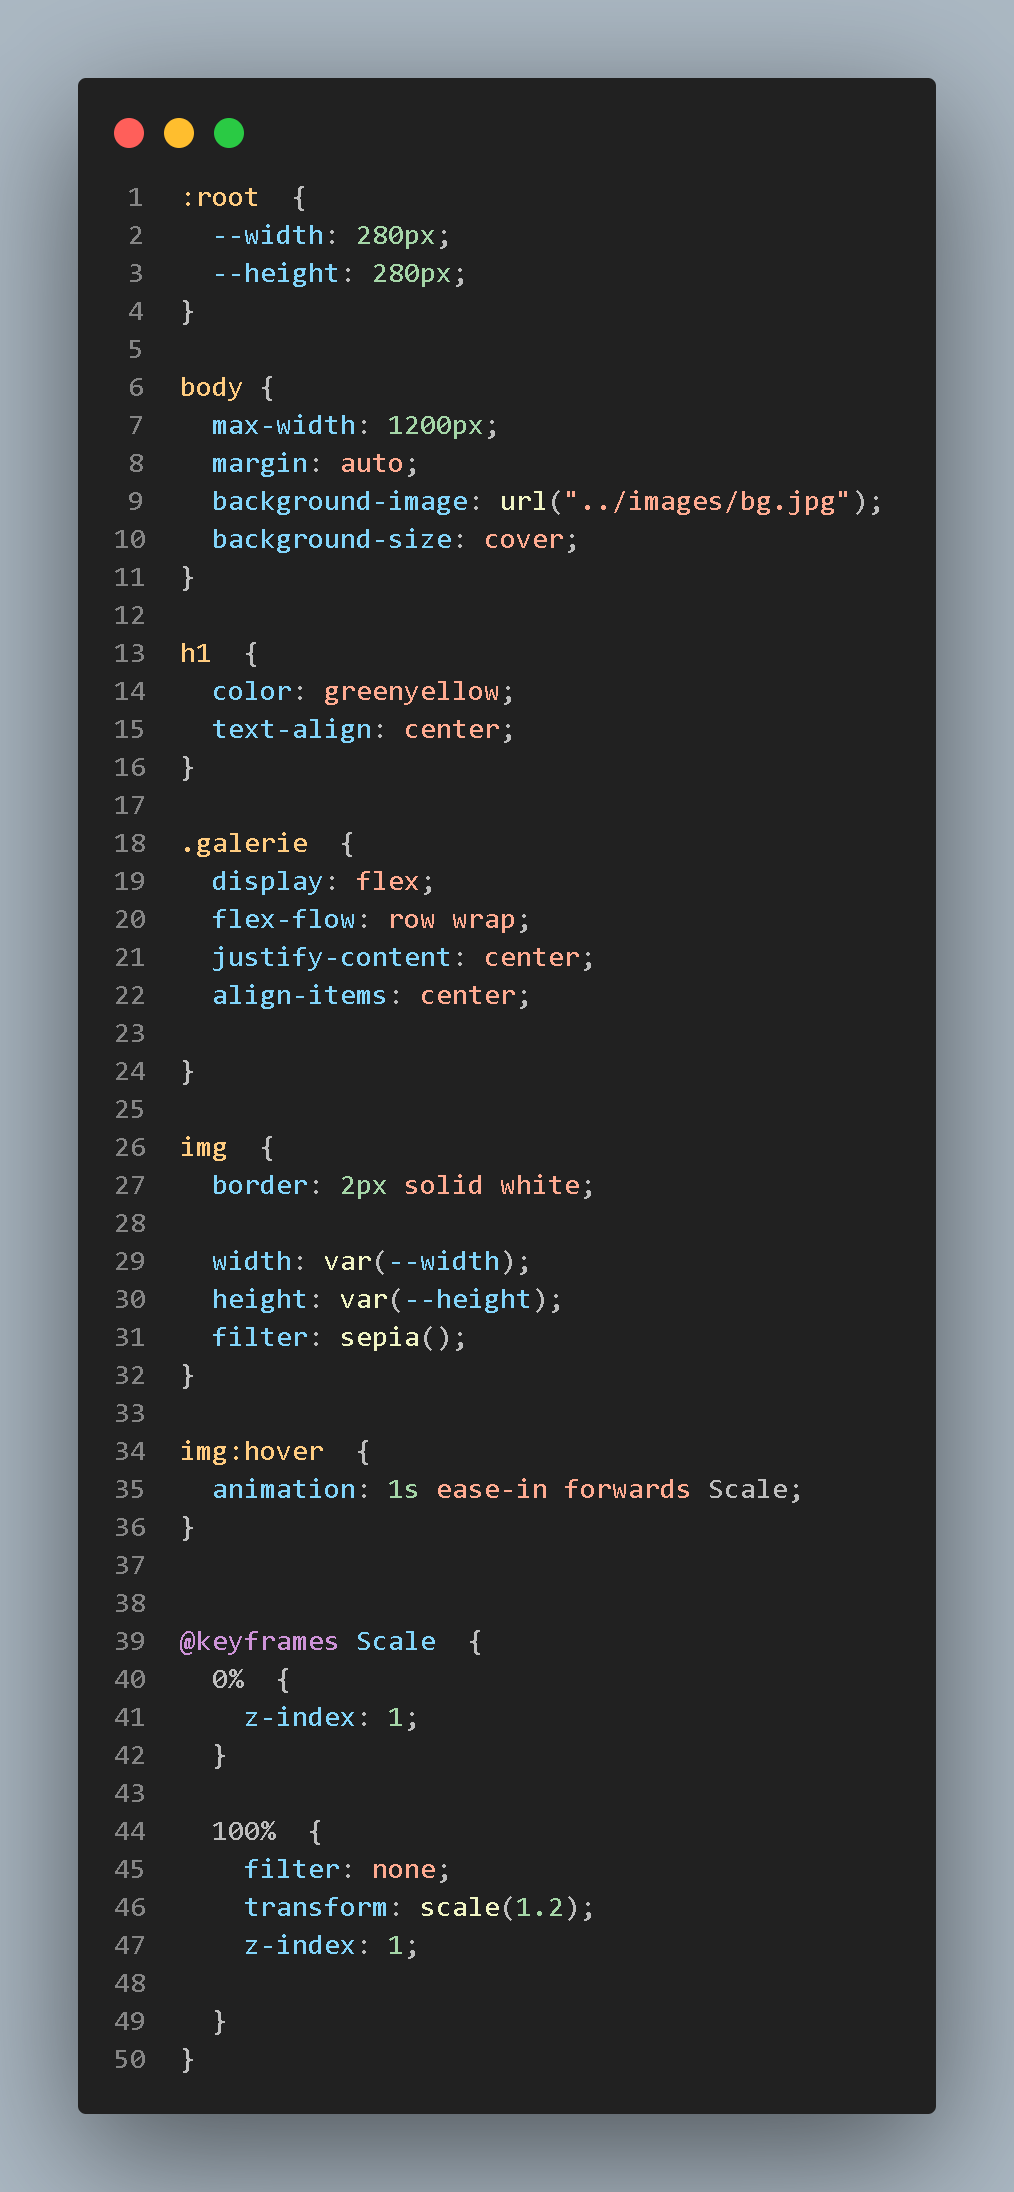 1 :root  {
2   --width: 280px;
3   --height: 280px;
4 }
5
6 body {
7   max-width: 1200px;
8   margin: auto;
9   background-image: url("../images/bg.jpg");
10   background-size: cover;
11 }
12
13 h1  {
14   color: greenyellow;
15   text-align: center;
16 }
17
18 .galerie  {
19   display: flex;
20   flex-flow: row wrap;
21   justify-content: center;
22   align-items: center;
23
24 }
25
26 img  {
27   border: 2px solid white;
28
29   width: var(--width);
30   height: var(--height);
31   filter: sepia();
32 }
33
34 img:hover  {
35   animation: 1s ease-in forwards Scale;
36 }
37
38
39 @keyframes Scale  {
40   0%  {
41     z-index: 1;
42   }
43
44   100%  {
45     filter: none;
46     transform: scale(1.2);
47     z-index: 1;
48
49   }
50 }